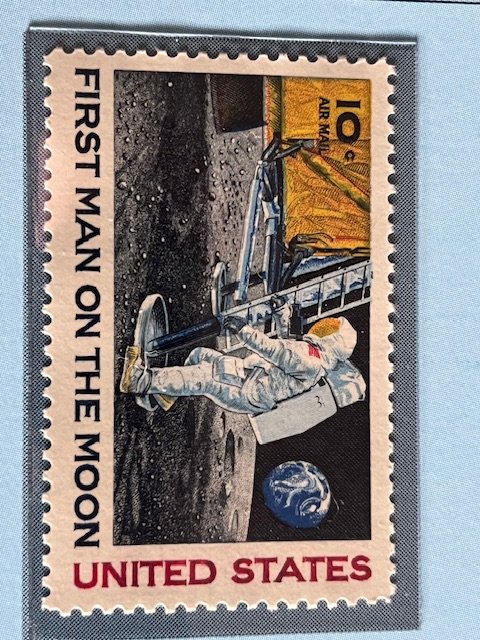 10c
AIR MAIL
FIRST MAN ON THE MOON
UNITED STATES